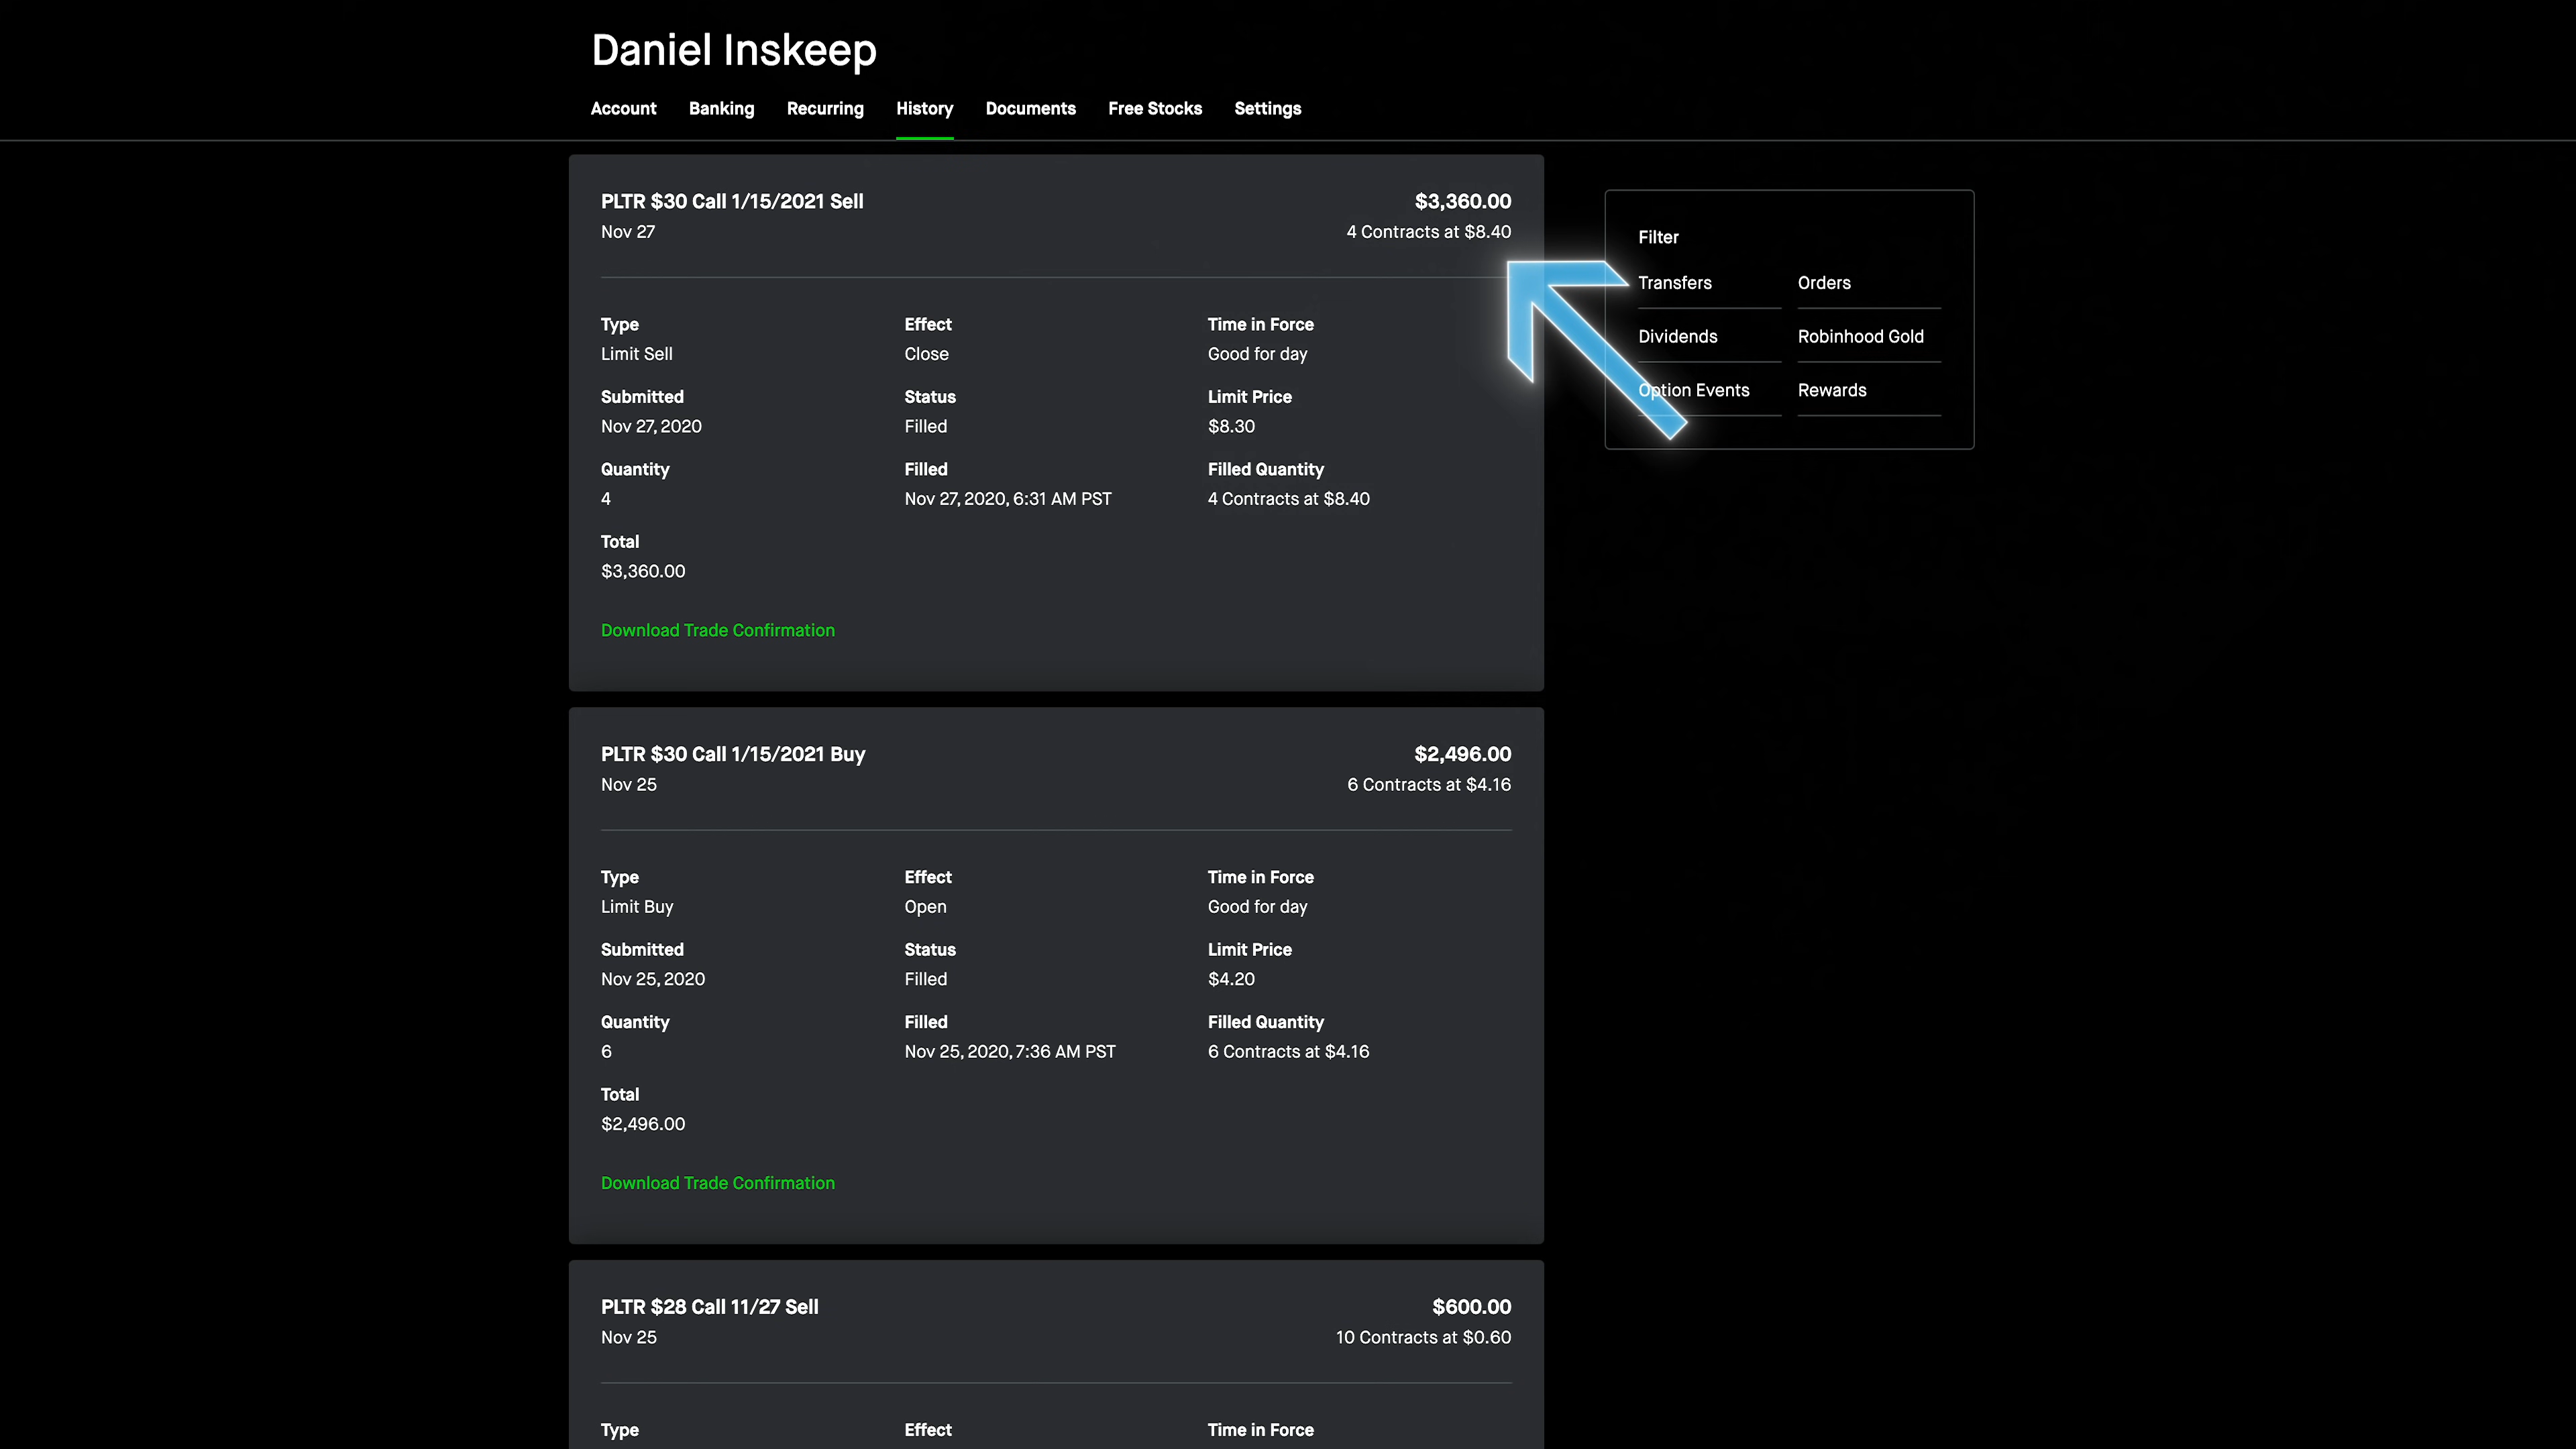 Daniel Inskeep
Account Banking Recurring History Documents Free Stocks Settings
PLTR $30 Call 1/15/2021 Sell $3,360.00
Nov 27 4 Contracts at $8.40
Type Effect Time in Force
Limit Sell Close Good for day
Submitted Status Limit Price
Nov 27, 2020 Filled $8.30
Quantity Filled Filled Quantity
4 Nov 27, 2020, 6:31 AM PST 4 Contracts at $8.40
Total
$3,360.00
Download Trade Confirmation
Filter
Transfers Orders
Dividends Robinhood Gold
Option Events Rewards
PLTR $30 Call 1/15/2021 Buy $2,496.00
Nov 25 6 Contracts at $4.16
Type Effect Time in Force
Limit Buy Open Good for day
Submitted Status Limit Price
Nov 25, 2020 Filled $4.20
Quantity Filled Filled Quantity
6 Nov 25, 2020, 7:36 AM PST 6 Contracts at $4.16
Total
$2,496.00
Download Trade Confirmation
PLTR $28 Call 11/27 Sell $600.00
Nov 25 10 Contracts at $0.60
Type Effect Time in Force